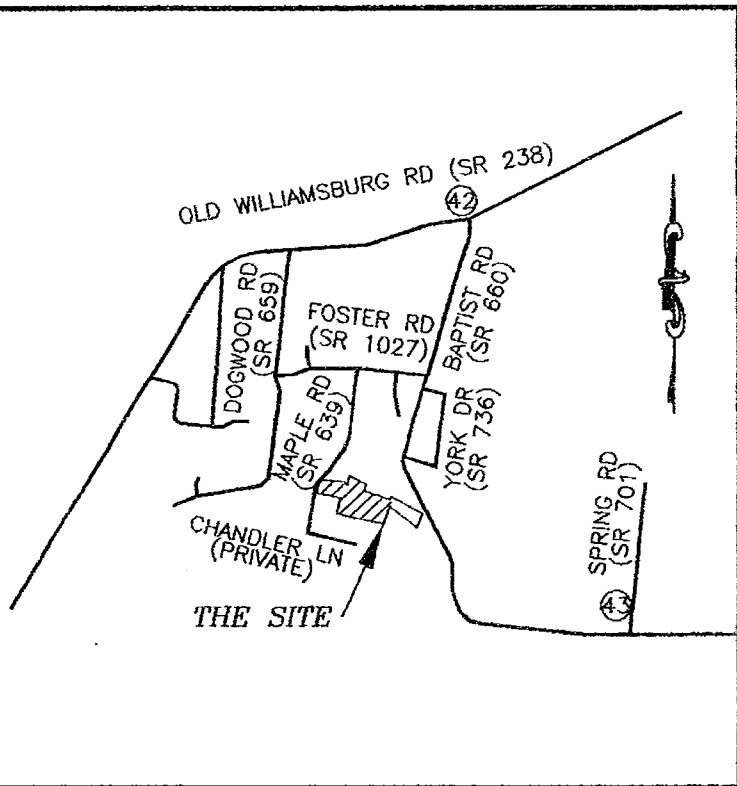 OLD WILLIAMSBURG RD (SR 238)
42
DOGWOOD RD
(SR 659)
FOSTER RD
(SR 1027)
BAPTIST RD
(SR 660)
MAPLE RD
(SR 639)
YORK DR
(SR 736)
SPRING RD
(SR 701)
43
CHANDLER LN
(PRIVATE)
THE SITE